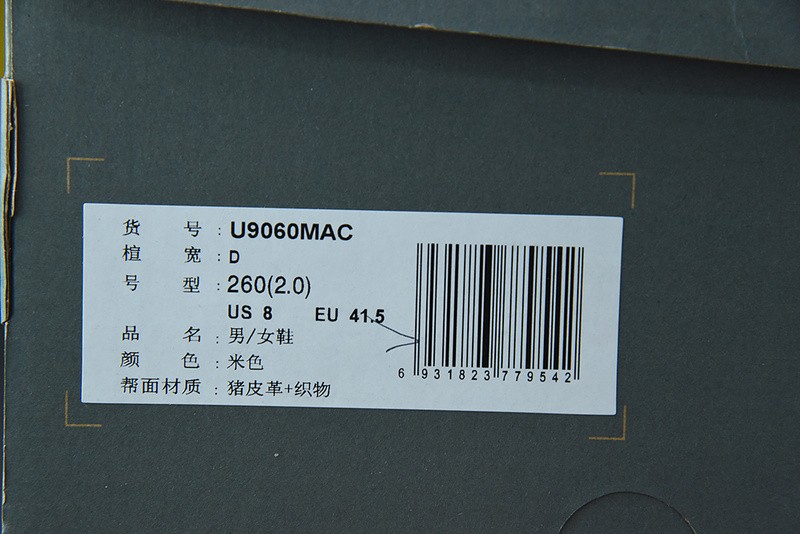 货 号 : U9060MAC
楦 宽 : D
号 型 : 260(2.0)
US 8 EU 41.5
品 名 : 男/女鞋
颜 色 : 米色
帮面材质 : 猪皮革+织物
6 931823 779542